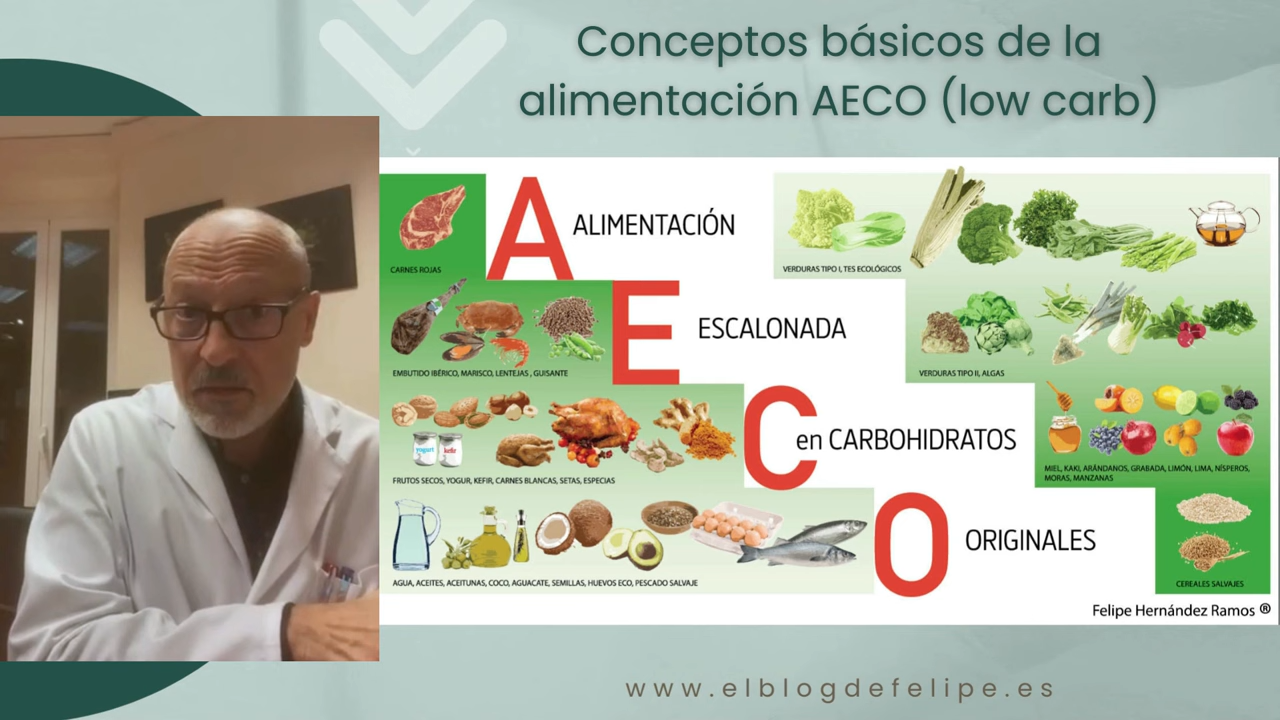 Conceptos básicos de la
alimentación AECO (low carb)
A ALIMENTACIÓN
CARNES ROJAS
VERDURAS TIPO I, TES ECOLÓGICOS
E ESCALONADA
EMBUTIDO IBÉRICO, MARISCO, LENTEJAS , GUISANTE
VERDURAS TIPO II, ALGAS
C en CARBOHIDRATOS
yogurt
kefir
FRUTOS SECOS, YOGUR, KEFIR, CARNES BLANCAS, SETAS, ESPECIAS
MIEL, KAKI, ARÁNDANOS, GRABADA, LIMÓN, LIMA, NÍSPEROS,
MORAS, MANZANAS
O ORIGINALES
AGUA, ACEITES, ACEITUNAS, COCO, AGUACATE, SEMILLAS, HUEVOS ECO, PESCADO SALVAJE
CEREALES SALVAJES
Felipe Hernández Ramos ®
www.elblogdefelipe.es